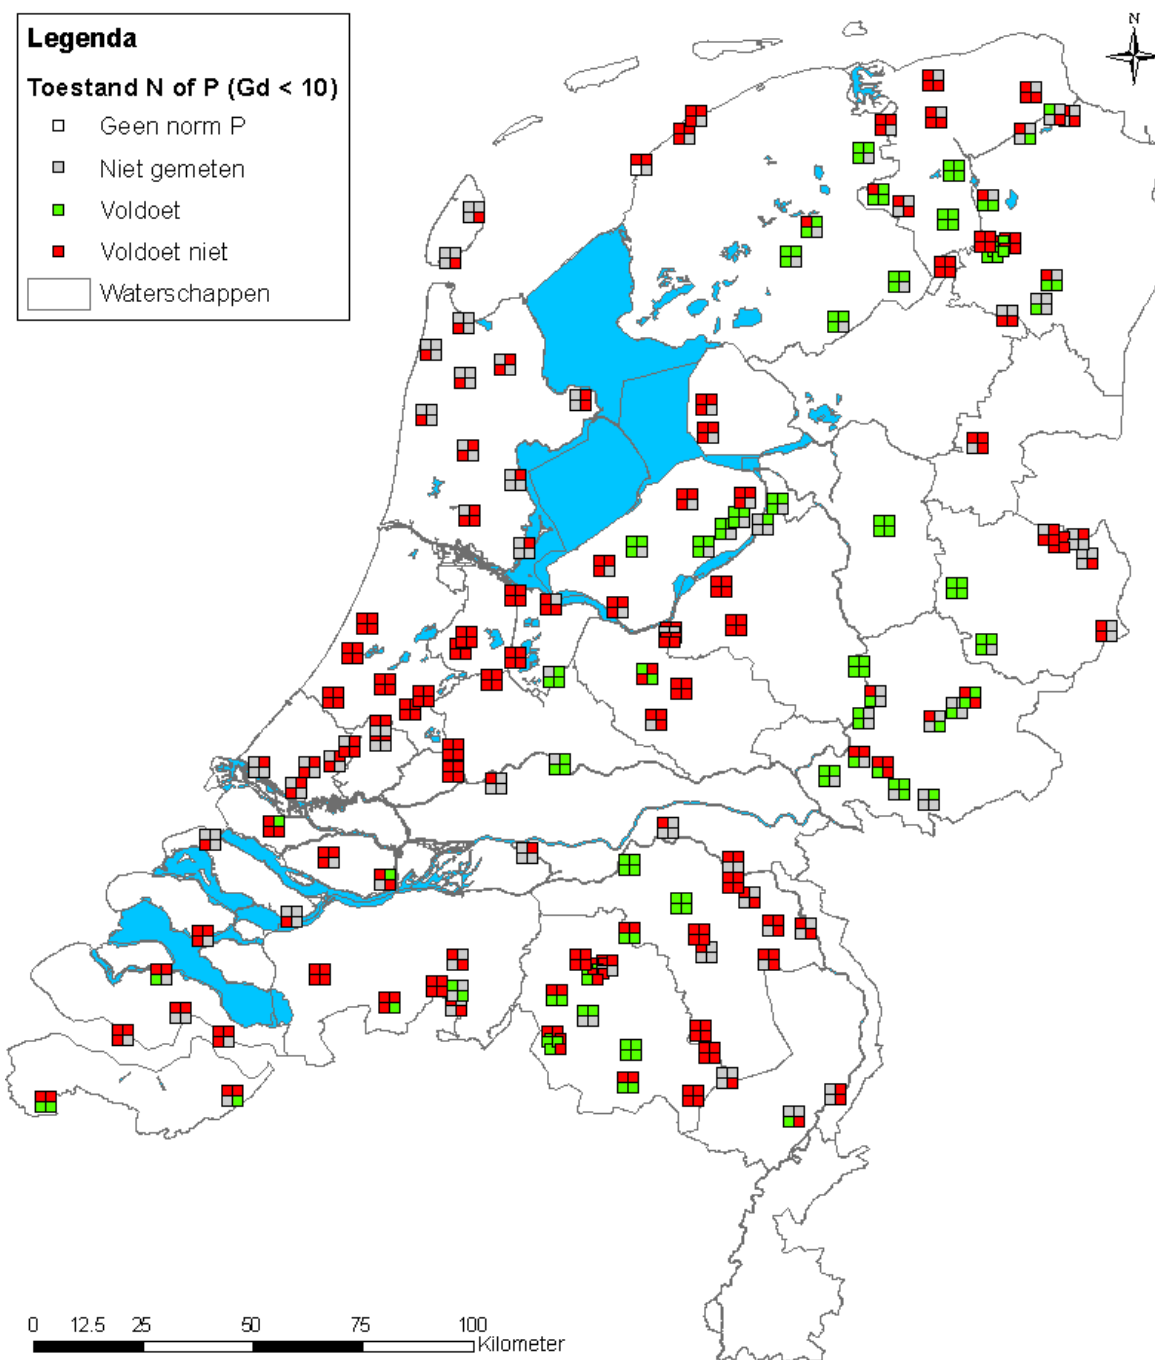 N
Legenda
Toestand N of P (Gd < 10)
Geen norm P
Niet gemeten
Voldoet
Voldoet niet
Waterschappen
0 12.5 25 50 75 100
Kilometer